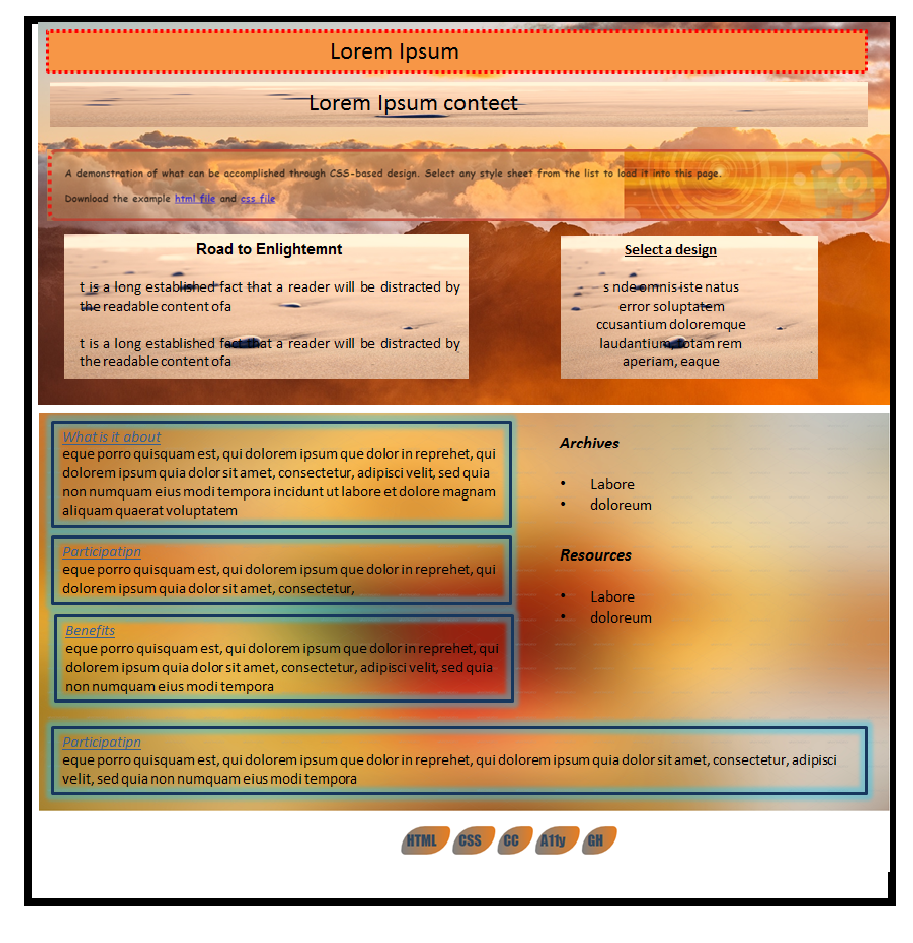 Lorem Ipsum
Lorem Ipsum contect
A demonstration of what can be accomplished through CSS-based design. Select any style sheet from the list to load it into this page.
Download the example html file and css file
Road to Enlightemnt
t is a long established fact that a reader will be distracted by
the readable content ofa
t is a long established fact that a reader will be distracted by
the readable content ofa
Select a design
s nde omnis iste natus
error soluptatem
ccusantium doloremque
laudantium, totam rem
aperiam, eaque
What is it about
eque porro quisquam est, qui dolorem ipsum que dolor in reprehet, qui
dolorem ipsum quia dolor sit amet, consectetur, adipisci velit, sed quia
non numquam eius modi tempora incidunt ut labore et dolore magnam
aliquam quaerat voluptatem
Participatipn
eque porro quisquam est, qui dolorem ipsum que dolor in reprehet, qui
dolorem ipsum quia dolor sit amet, consectetur,
Benefits
eque porro quisquam est, qui dolorem ipsum que dolor in reprehet, qui
dolorem ipsum quia dolor sit amet, consectetur, adipisci velit, sed quia
non numquam eius modi tempora
Archives
• Labore
• doloreum
Resources
• Labore
• doloreum
Participatipn
eque porro quisquam est, qui dolorem ipsum que dolor in reprehet, qui dolorem ipsum quia dolor sit amet, consectetur, adipisci
velit, sed quia non numquam eius modi tempora
HTML CSS CC A11y GH